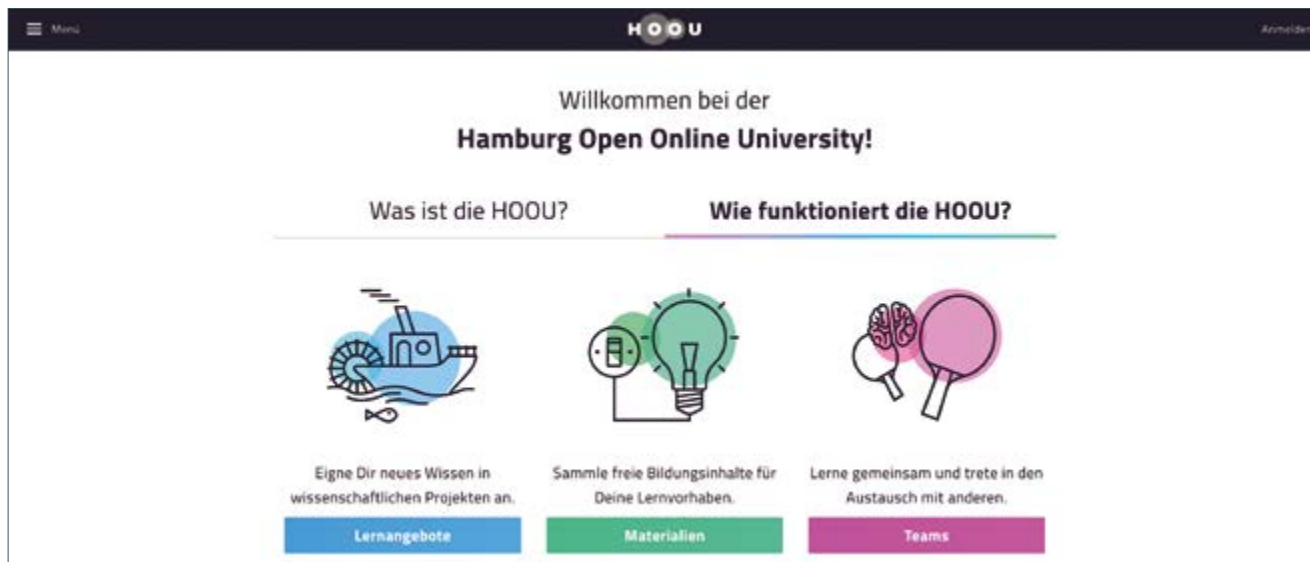 Menü
HOOU
Anmelden
Willkommen bei der
Hamburg Open Online University!
Was ist die HOOU?
Wie funktioniert die HOOU?
Eigne Dir neues Wissen in
wissenschaftlichen Projekten an.
Lernangebote
Sammle freie Bildungsinhalte für
Deine Lernvorhaben.
Materialien
Lerne gemeinsam und trete in den
Austausch mit anderen.
Teams